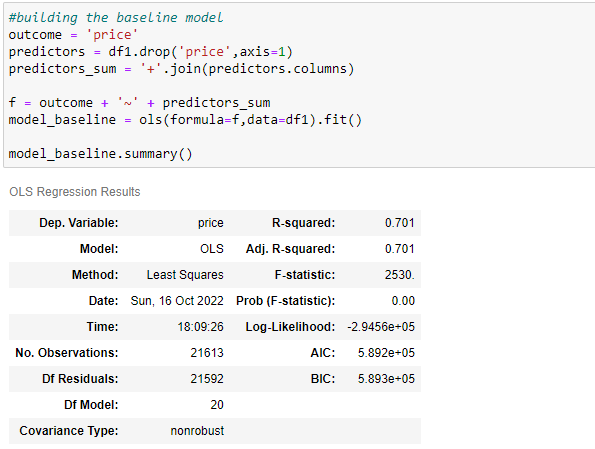 #building the baseline model
outcome = 'price'
predictors = df1.drop('price',axis=1)
predictors_sum = '+'.join(predictors.columns)
f = outcome + '~' + predictors_sum
model_baseline = ols(formula=f,data=df1).fit()
model_baseline.summary()
OLS Regression Results
Dep. Variable: price R-squared: 0.701
Model: OLS Adj. R-squared: 0.701
Method: Least Squares F-statistic: 2530.
Date: Sun, 16 Oct 2022 Prob (F-statistic): 0.00
Time: 18:09:26 Log-Likelihood: -2.9456e+05
No. Observations: 21613 AIC: 5.892e+05
Df Residuals: 21592 BIC: 5.893e+05
Df Model: 20
Covariance Type: nonrobust